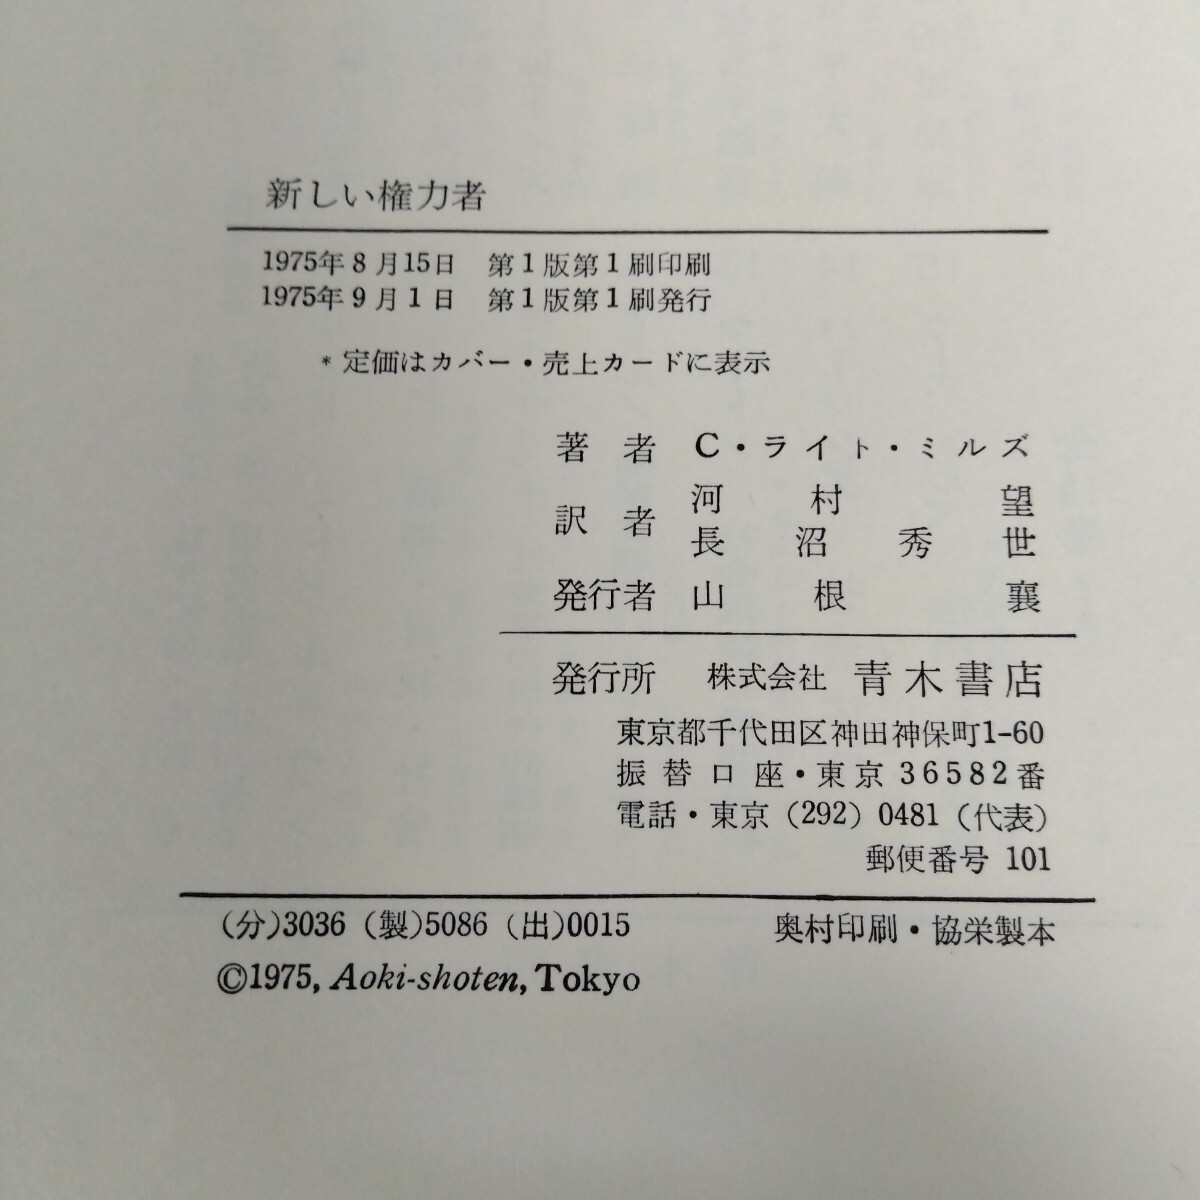 新しい権力者
1975年8月15日　第1版第1刷印刷
1975年9月1日　第1版第1刷発行
* 定価はカバー・売上カードに表示
著者　C・ライト・ミルズ
訳者　河村望
長沼秀世
発行者　山根襄
発行所　株式会社　青木書店
東京都千代田区神田神保町1-60
振替口座・東京36582番
電話・東京（292）0481（代表）
郵便番号 101
(分)3036（製)5086（出)0015　奥村印刷・協栄製本
©1975, Aoki-shoten, Tokyo